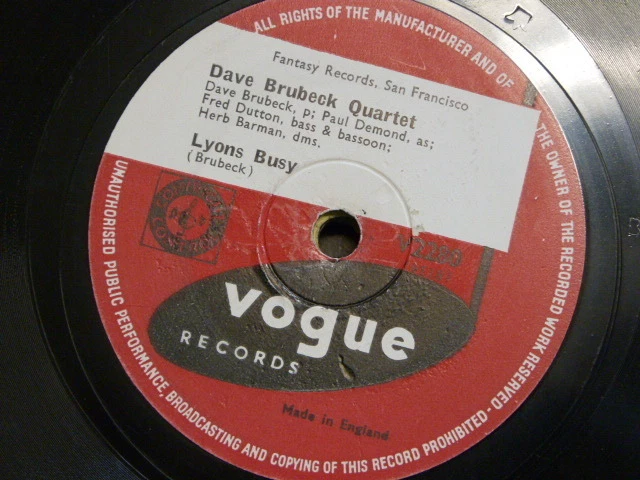 ALL RIGHTS OF THE MANUFACTURER AND OF THE OWNER OF THE RECORDED WORK RESERVED -
Fantasy Records, San Francisco
Dave Brubeck Quartet
Dave Brubeck, p; Paul Demond, as;
Fred Dutton, bass & bassoon;
Herb Barman, dms.
Lyons Busy
(Brubeck)
vogue
RECORDS
Made in England
UNAUTHORISED PUBLIC PERFORMANCE, BROADCASTING AND COPYING OF THIS RECORD PROHIBITED -